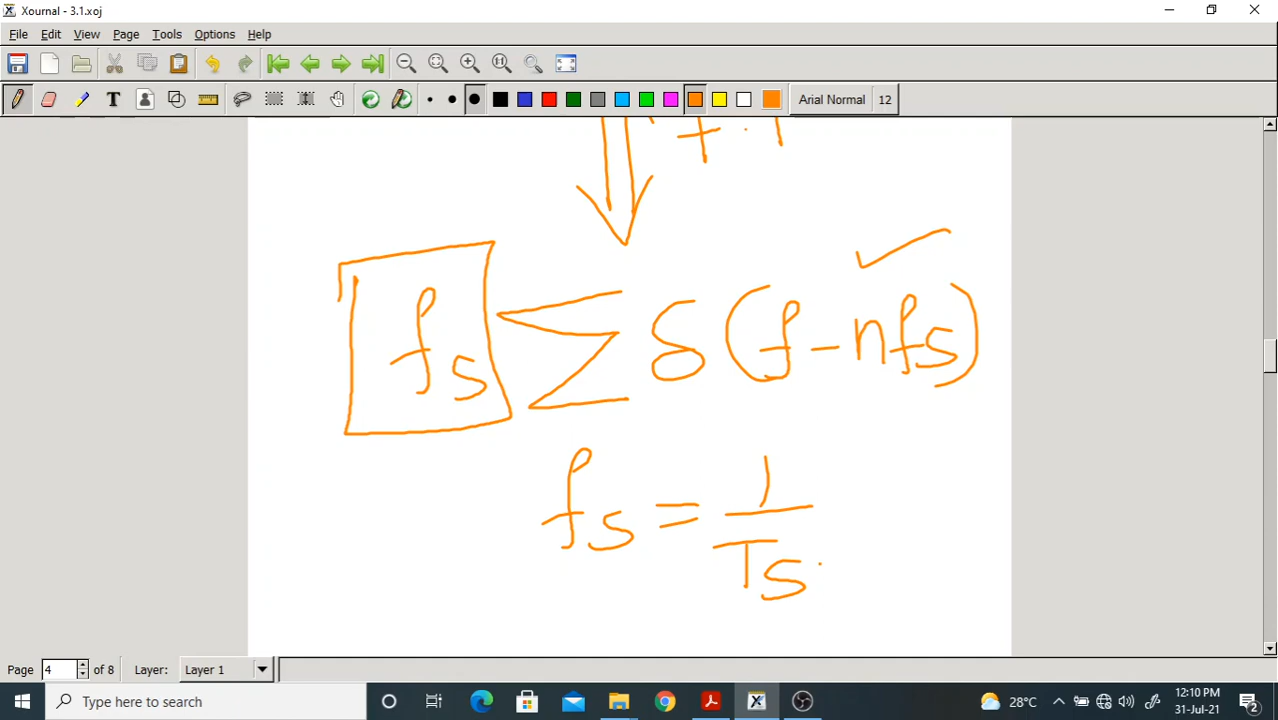 Xournal - 3.1.xoj
File Edit View Page Tools Options Help
Arial Normal 12
fs Σ δ (f - nfs)
fs = 1/Ts
Page 4 of 8 Layer: Layer 1
Type here to search
28°C
12:10 PM
31-Jul-21
2